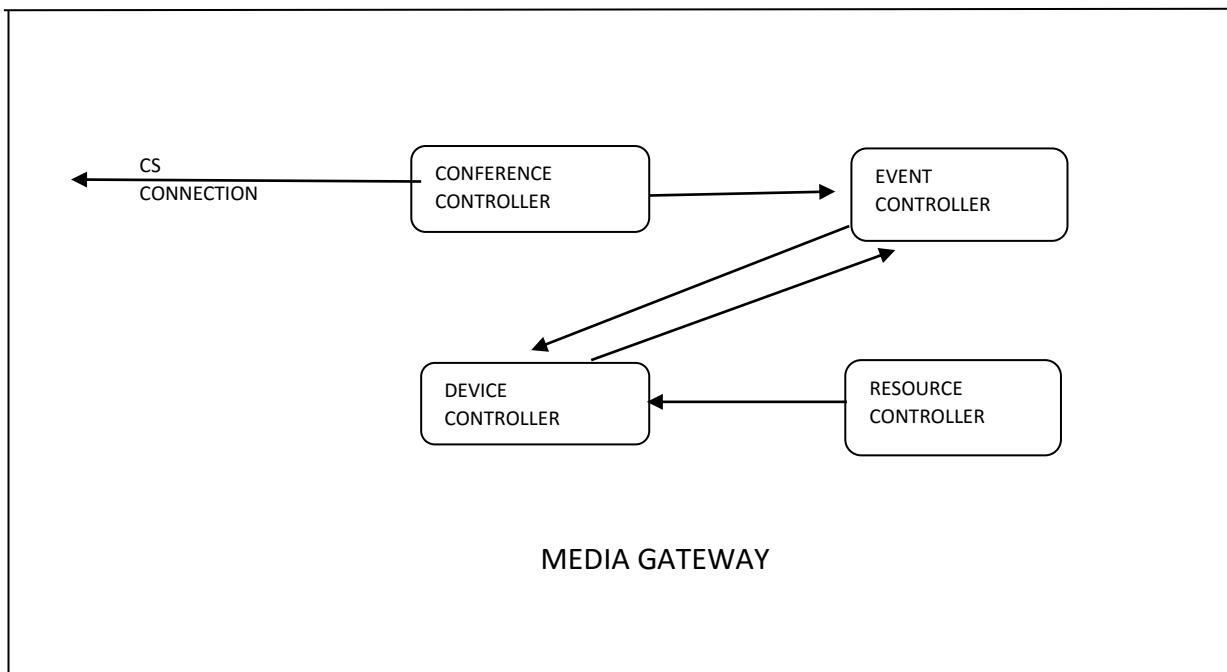 CS
CONNECTION
CONFERENCE
CONTROLLER
EVENT
CONTROLLER
DEVICE
CONTROLLER
RESOURCE
CONTROLLER
MEDIA GATEWAY